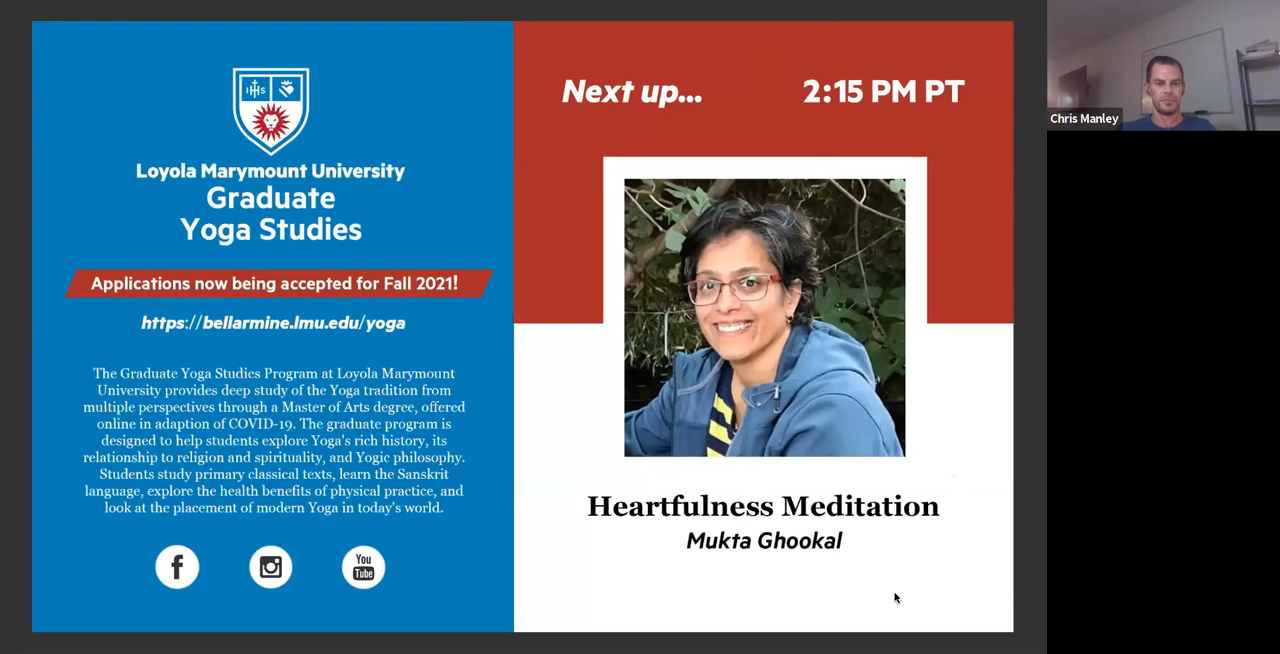 IHS
Loyola Marymount University
Graduate
Yoga Studies
Applications now being accepted for Fall 2021!
https://bellarmine.lmu.edu/yoga
The Graduate Yoga Studies Program at Loyola Marymount
University provides deep study of the Yoga tradition from
multiple perspectives through a Master of Arts degree, offered
online in adaption of COVID-19. The graduate program is
designed to help students explore Yoga's rich history, its
relationship to religion and spirituality, and Yogic philosophy.
Students study primary classical texts, learn the Sanskrit
language, explore the health benefits of physical practice, and
look at the placement of modern Yoga in today's world.
f
You
Tube
Next up...
2:15 PM PT
Heartfulness Meditation
Mukta Ghookal
Chris Manley